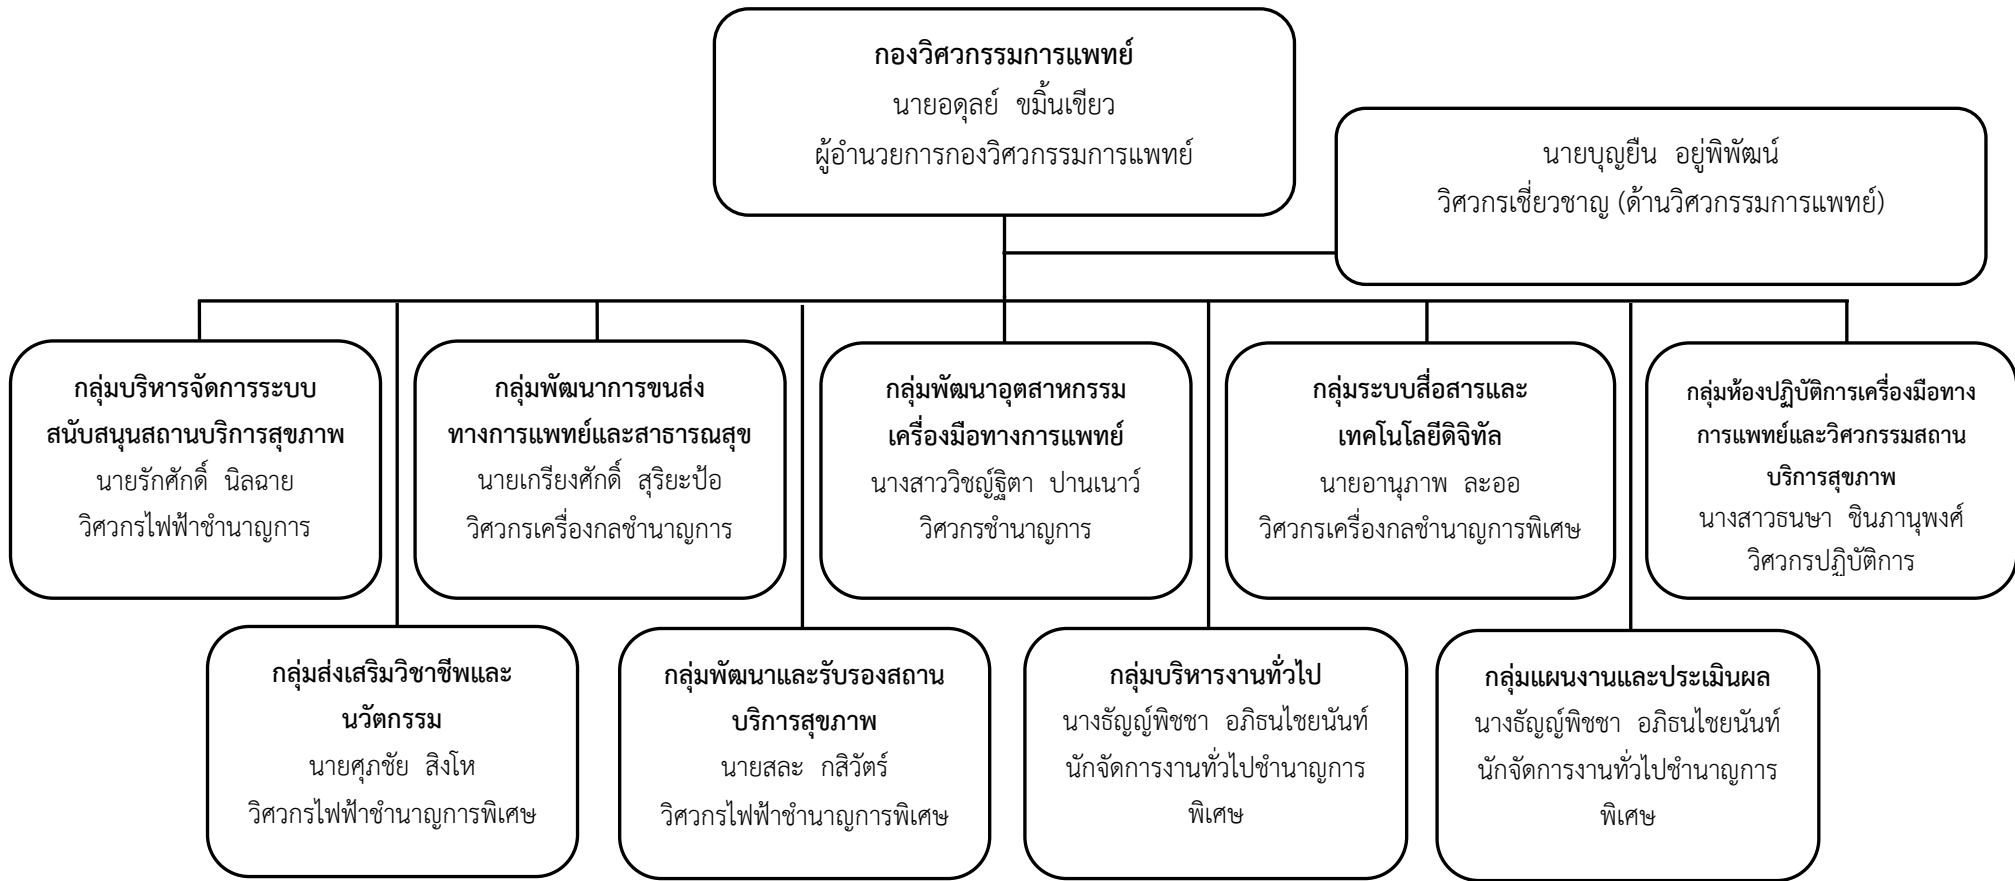 กองวิศวกรรมการแพทย์
นายอดุลย์ ขมิ้นเขียว
ผู้อำนวยการกองวิศวกรรมการแพทย์
นายบุญยืน อยู่พิพัฒน์
วิศวกรเชี่ยวชาญ (ด้านวิศวกรรมการแพทย์)
กลุ่มบริหารจัดการระบบ
สนับสนุนสถานบริการสุขภาพ
นายรักศักดิ์ นิลฉาย
วิศวกรไฟฟ้าชำนาญการ
กลุ่มพัฒนาการขนส่ง
ทางการแพทย์และสาธารณสุข
นายเกรียงศักดิ์ สุริยะป้อ
วิศวกรเครื่องกลชำนาญการ
กลุ่มพัฒนาอุตสาหกรรม
เครื่องมือทางการแพทย์
นางสาววิชญ์ฐิตา ปานเนาว์
วิศวกรชำนาญการ
กลุ่มระบบสื่อสารและ
เทคโนโลยีดิจิทัล
นายอานุภาพ ละออ
วิศวกรเครื่องกลชำนาญการพิเศษ
กลุ่มห้องปฏิบัติการเครื่องมือทาง
การแพทย์และวิศวกรรมสถาน
บริการสุขภาพ
นางสาวธนษา ชินภานุพงศ์
วิศวกรปฏิบัติการ
กลุ่มส่งเสริมวิชาชีพและ
นวัตกรรม
นายศุภชัย สิงโห
วิศวกรไฟฟ้าชำนาญการพิเศษ
กลุ่มพัฒนาและรับรองสถาน
บริการสุขภาพ
นายสละ กสิวัตร์
วิศวกรไฟฟ้าชำนาญการพิเศษ
กลุ่มบริหารงานทั่วไป
นางธัญญ์พิชชา อภิธนไชยนันท์
นักจัดการงานทั่วไปชำนาญการ
พิเศษ
กลุ่มแผนงานและประเมินผล
นางธัญญ์พิชชา อภิธนไชยนันท์
นักจัดการงานทั่วไปชำนาญการ
พิเศษ